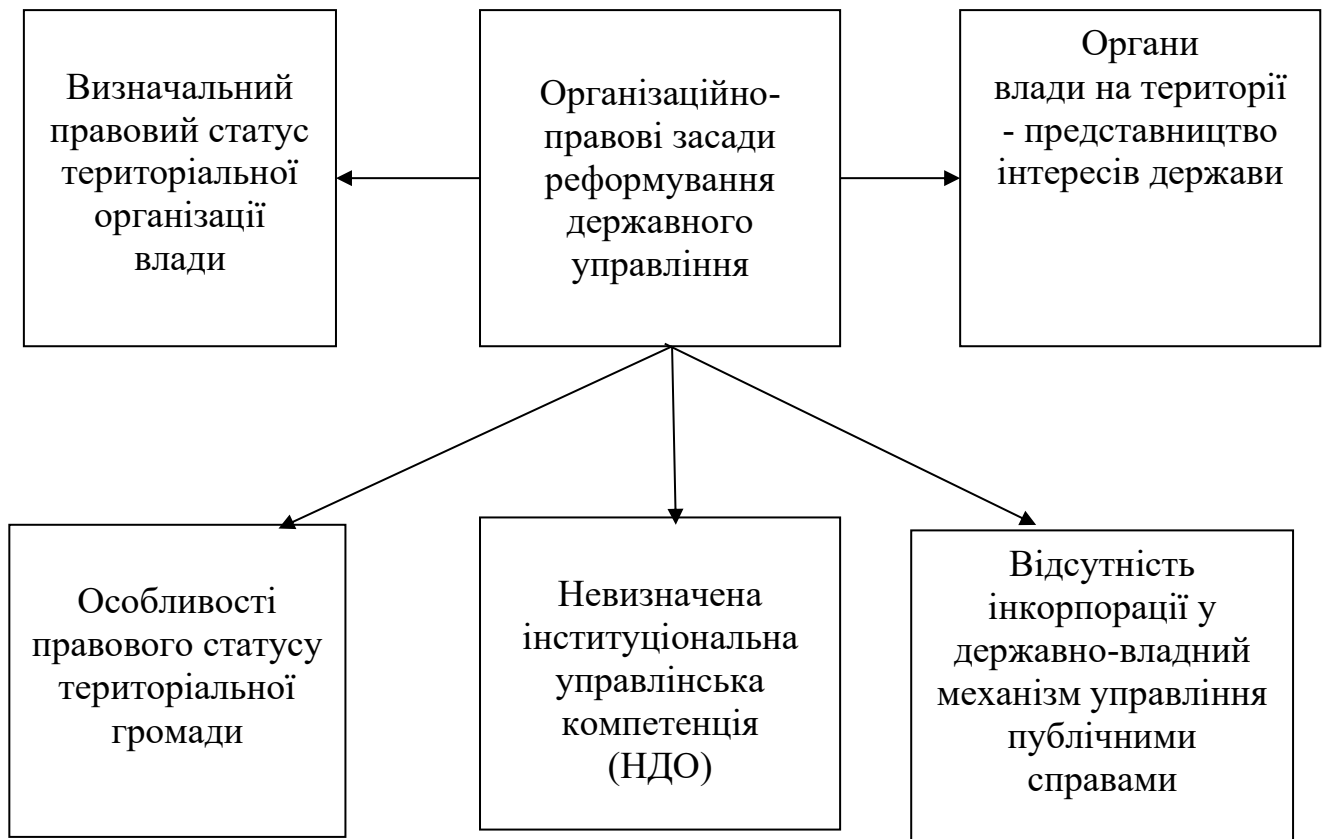 Визначальний
правовий статус
територіальної
організації
влади
Організаційно-
правові засади
реформування
державного
управління
Органи
влади на території
- представництво
інтересів держави
Особливості
правового статусу
територіальної
громади
Невизначена
інституціональна
управлінська
компетенція
(НДО)
Відсутність
інкорпорації у
державно-владний
механізм управління
публічними
справами